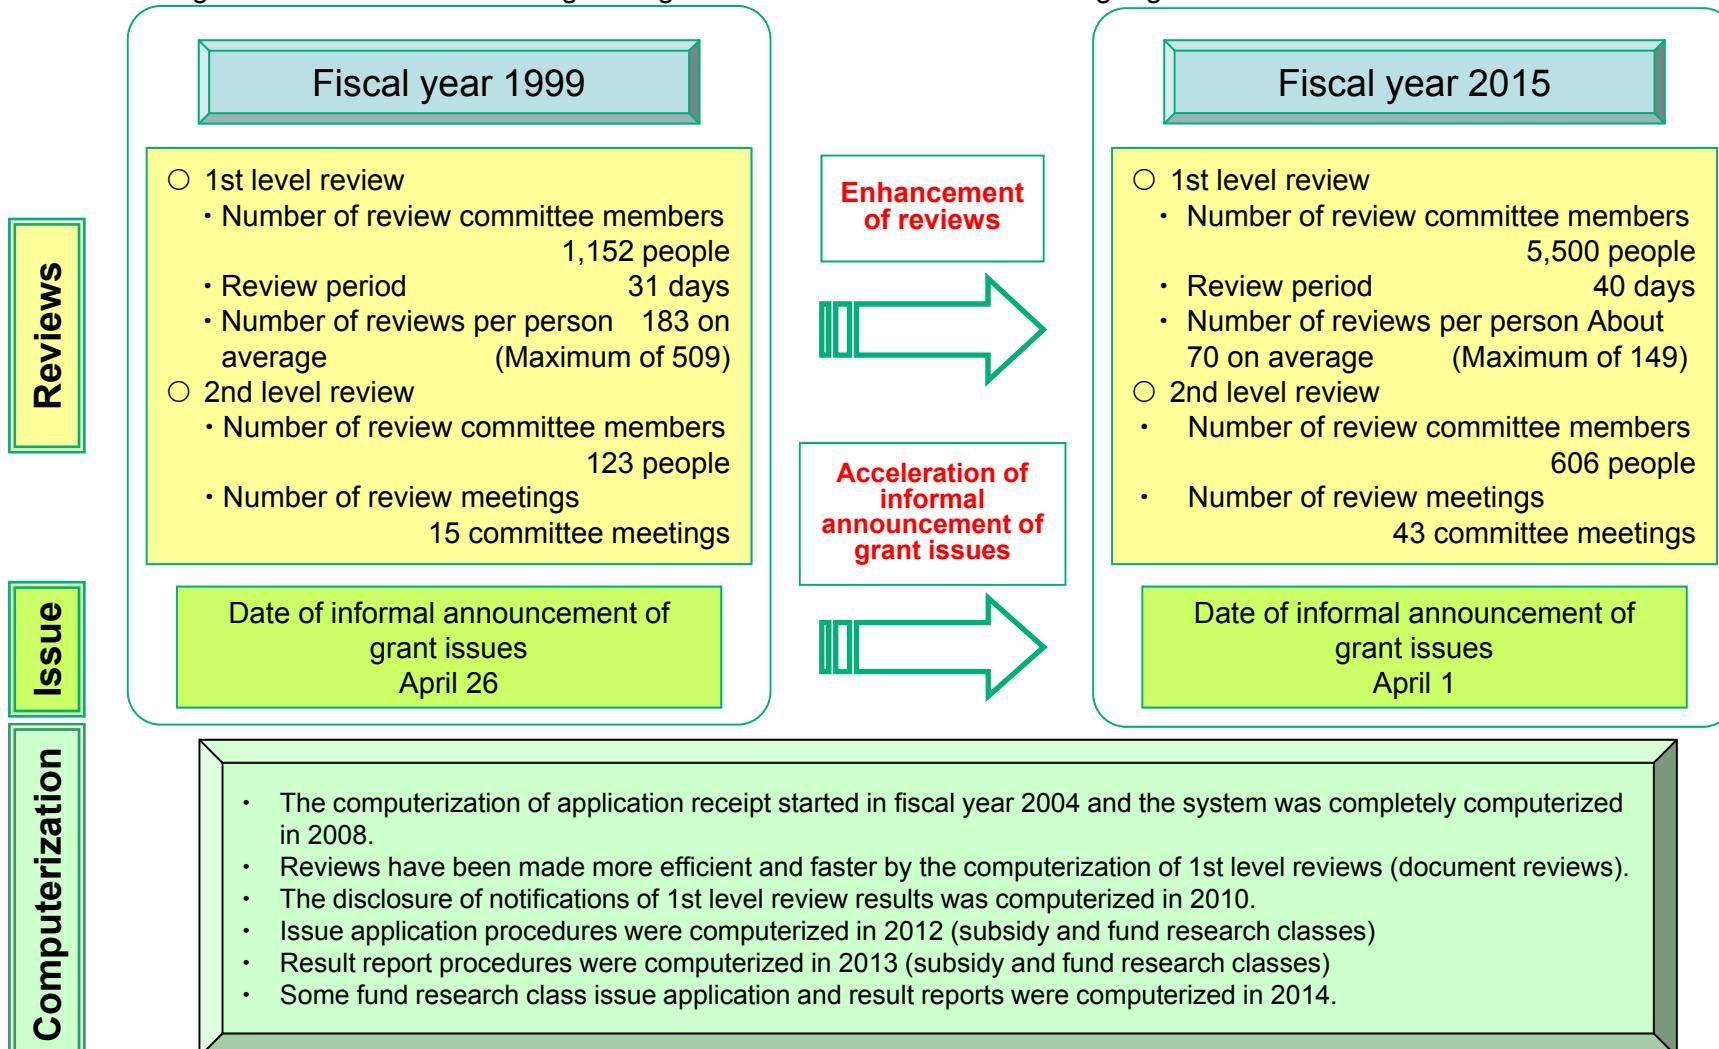 Fiscal year 1999
○ 1st level review
・Number of review committee members
1,152 people
・Review period 31 days
・Number of reviews per person 183 on
average (Maximum of 509)
○ 2nd level review
・Number of review committee members
123 people
・Number of review meetings
15 committee meetings
Date of informal announcement of
grant issues
April 26
Enhancement
of reviews
Acceleration of
informal
announcement of
grant issues
Fiscal year 2015
○ 1st level review
・ Number of review committee members
5,500 people
・ Review period 40 days
・ Number of reviews per person About
70 on average (Maximum of 149)
○ 2nd level review
・ Number of review committee members
606 people
・ Number of review meetings
43 committee meetings
Date of informal announcement of
grant issues
April 1
Reviews
Issue
Computerization
・ The computerization of application receipt started in fiscal year 2004 and the system was completely computerized
in 2008.
・ Reviews have been made more efficient and faster by the computerization of 1st level reviews (document reviews).
・ The disclosure of notifications of 1st level review results was computerized in 2010.
・ Issue application procedures were computerized in 2012 (subsidy and fund research classes)
・ Result report procedures were computerized in 2013 (subsidy and fund research classes)
・ Some fund research class issue application and result reports were computerized in 2014.